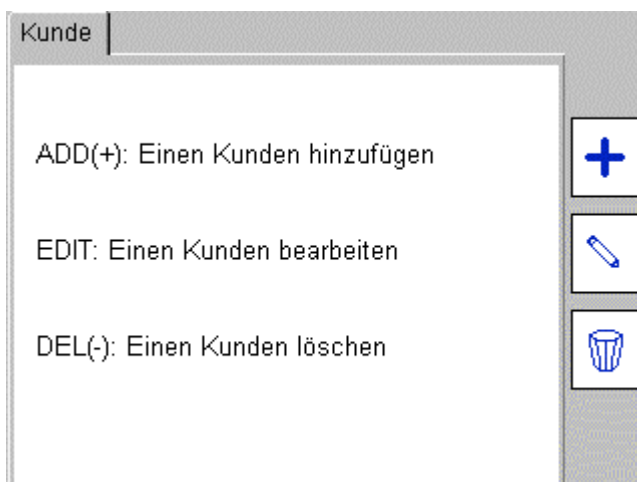 Kunde
ADD(+): Einen Kunden hinzufügen
EDIT: Einen Kunden bearbeiten
DEL(-): Einen Kunden löschen